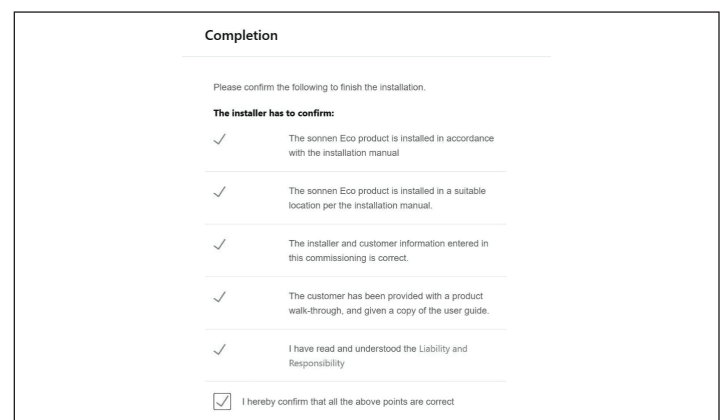 Completion
Please confirm the following to finish the installation.
The installer has to confirm:
The sonnen Eco product is installed in accordance
with the installation manual
The sonnen Eco product is installed in a suitable
location per the installation manual.
The installer and customer information entered in
this commissioning is correct.
The customer has been provided with a product
walk-through, and given a copy of the user guide.
I have read and understood the Liability and
Responsibility
I hereby confirm that all the above points are correct